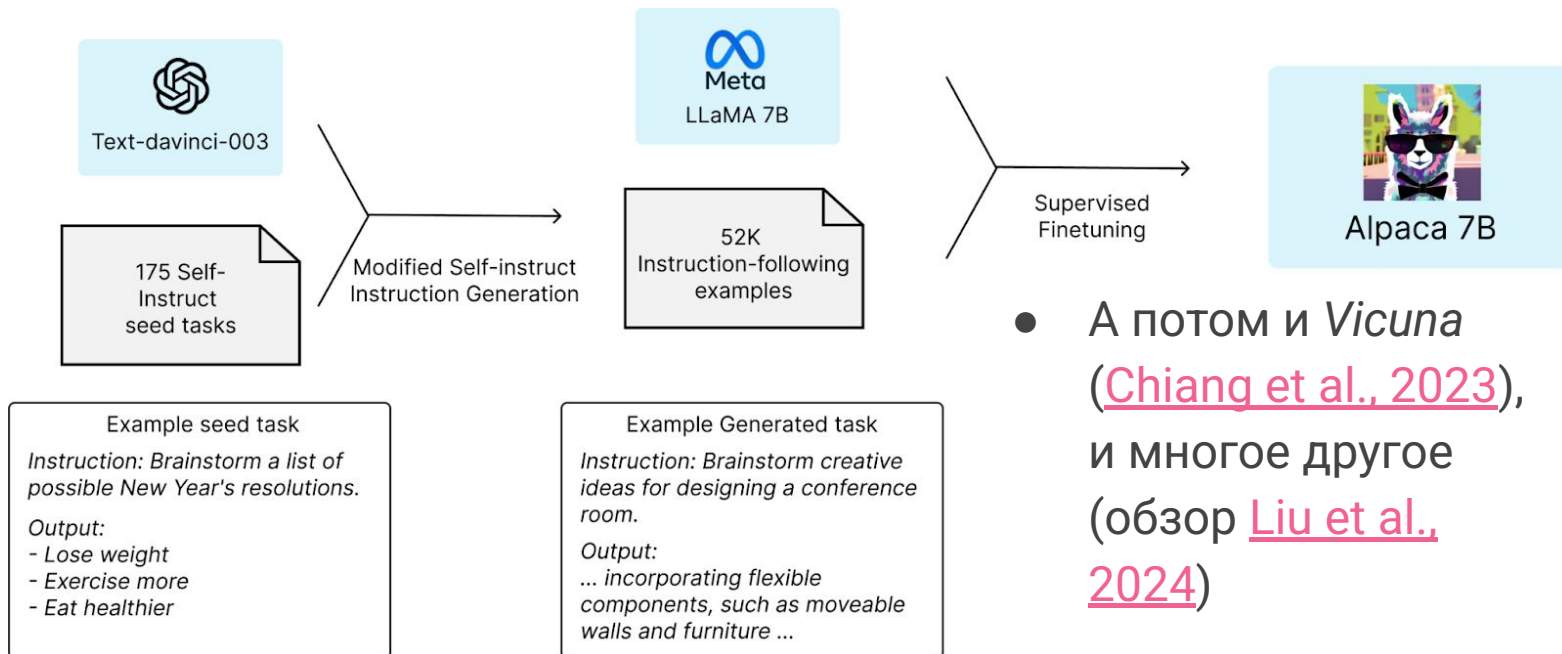 Text-davinci-003
175 Self-
Instruct
seed tasks
Modified Self-instruct
Instruction Generation
Meta
LLaMA 7B
52K
Instruction-following
examples
Supervised
Finetuning
Alpaca 7B
Example seed task
Instruction: Brainstorm a list of
possible New Year's resolutions.
Output:
- Lose weight
- Exercise more
- Eat healthier
Example Generated task
Instruction: Brainstorm creative
ideas for designing a conference
room.
Output:
... incorporating flexible
components, such as moveable
walls and furniture ...
● А потом и Vicuna
(Chiang et al., 2023),
и многое другое
(обзор Liu et al.,
2024)